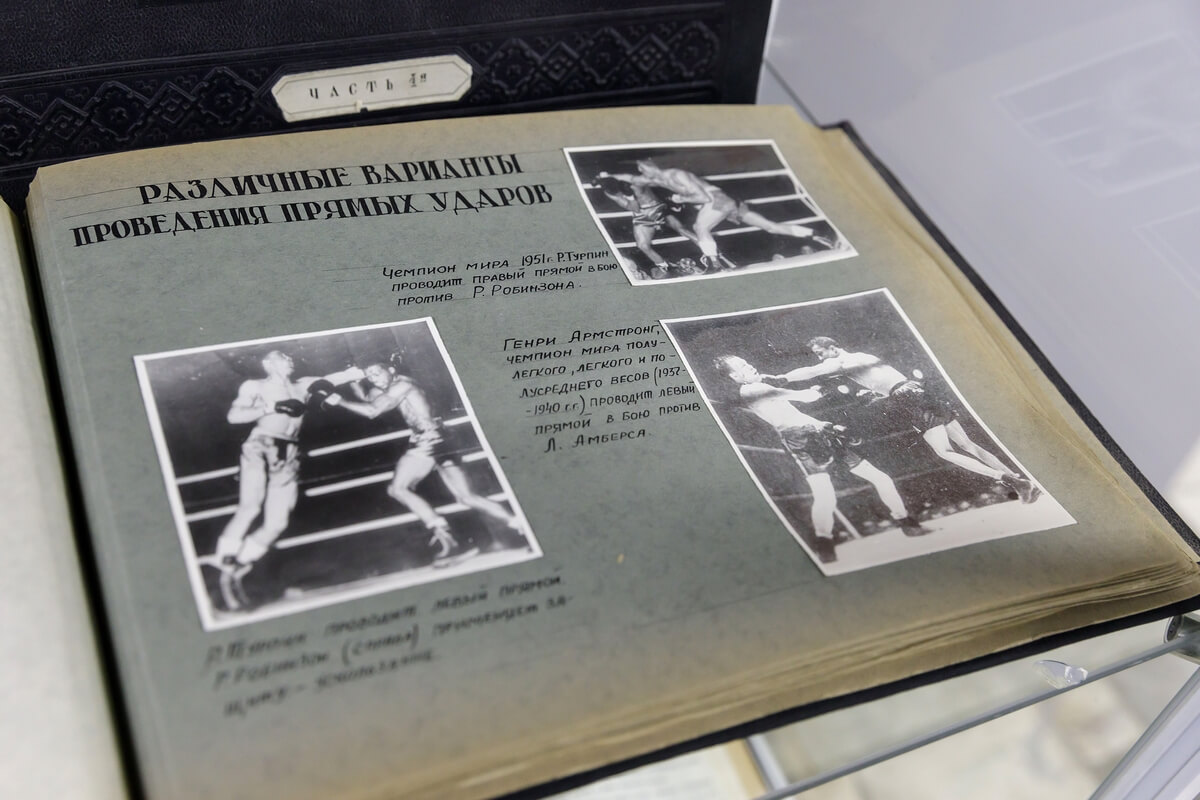 ЧАСТЬ 4я
РАЗЛИЧНЫЕ ВАРИАНТЫ
ПРОВЕДЕНИЯ ПРЯМЫХ УДАРОВ
ЧЕМПИОН МИРА 1951г. Р.ТУРПИН
ПРОВОДИТ ПРАВЫЙ ПРЯМОЙ В БОЮ
ПРОТИВ Р. РОБИНЗОНА.
ГЕНРИ АРМСТРОНГ,
ЧЕМПИОН МИРА ПОЛУ-
ЛЕГКОГО, ЛЕГКОГО И ПО-
ЛУСРЕДНЕГО ВЕСОВ (1937-
-1940 г.г.) ПРОВОДИТ ЛЕВЫЙ
ПРЯМОЙ В БОЮ ПРОТИВ
Л. АМБЕРСА.
Р.ТУРПИН ПРОВОДИТ ЛЕВЫЙ ПРЯМОЙ.
Р. РОБИНЗОН (СПРАВА) ПРИМЕНЯЕТ ЗА-
ЩИТУ -